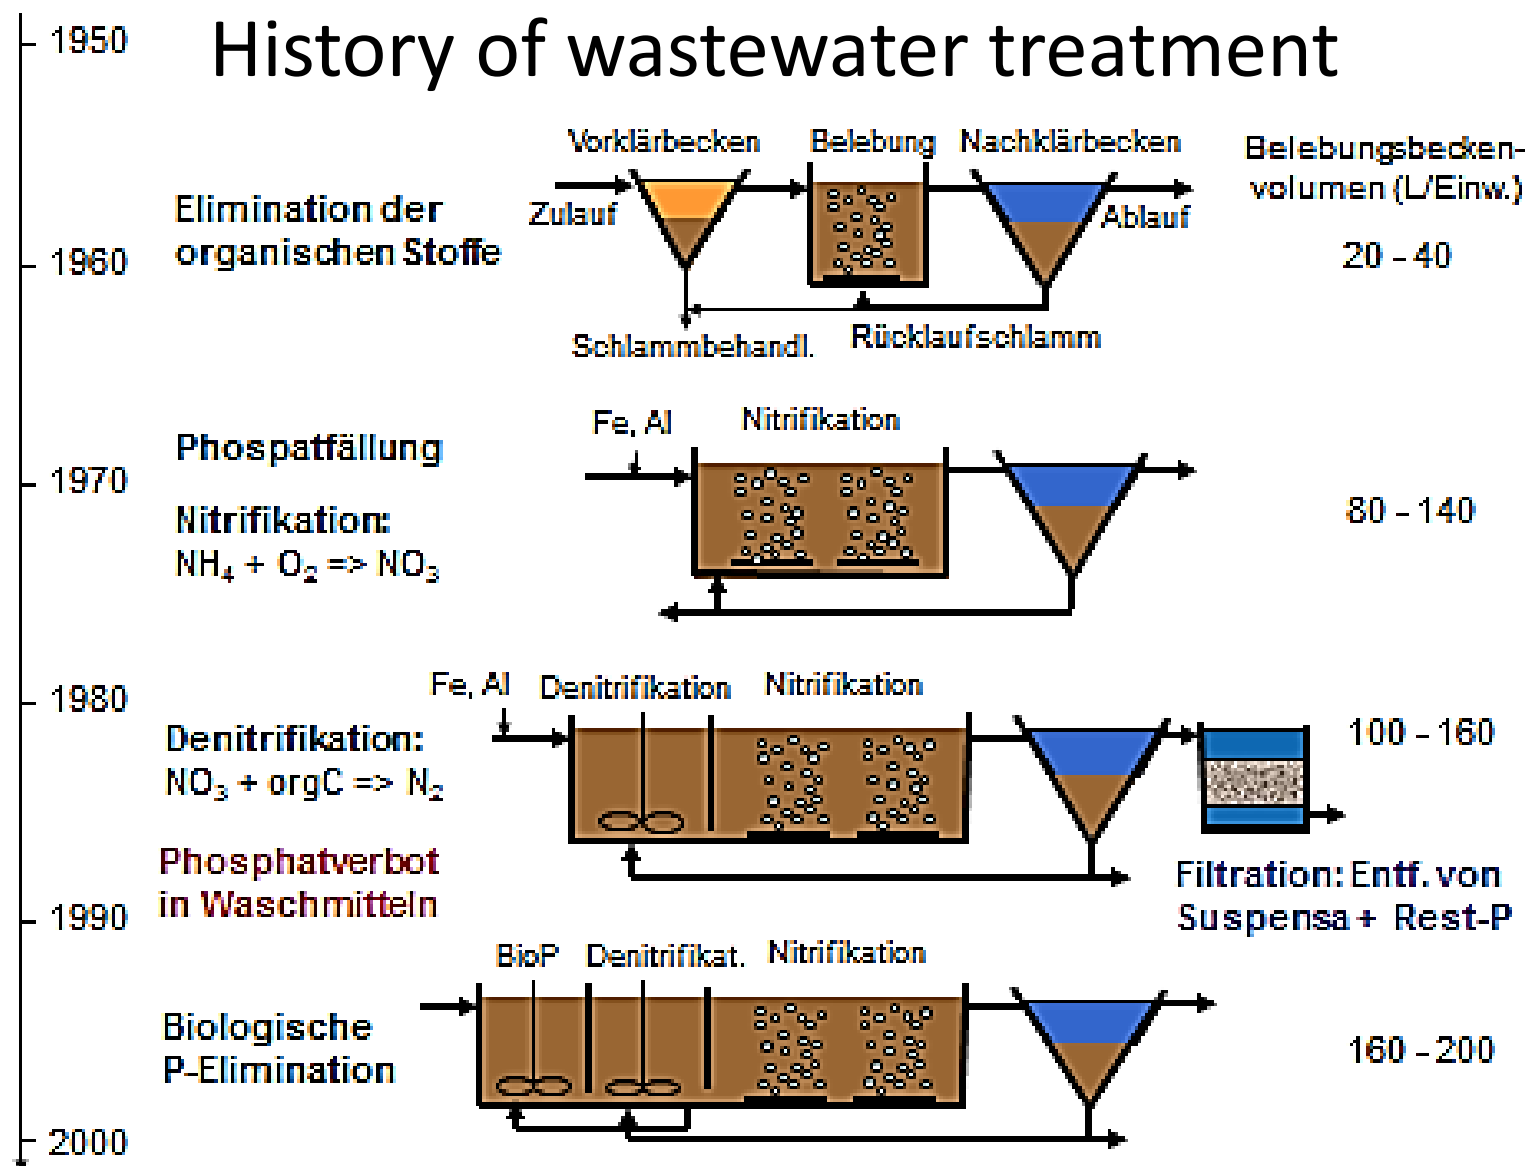 History of wastewater treatment
1950
Vorklärbecken
Belebung
Nachklärbecken
Belebungsbecken-
volumen (L/Einw.)
Elimination der
organischen Stoffe
Zulauf
Ablauf
1960
20 - 40
Schlammbehandl.
Rücklaufschlamm
Fe, Al
Nitrifikation
Phospatfällung
1970
Nitrifikation:
NH₄ + O₂ => NO₃
80 - 140
1980
Fe, Al
Denitrifikation
Nitrifikation
Denitrifikation:
NO₃ + orgC => N₂
100 - 160
Phosphatverbot
in Waschmitteln
Filtration: Entf. von
Suspensa + Rest-P
1990
BioP
Denitrifikat.
Nitrifikation
Biologische
P-Elimination
160 - 200
2000